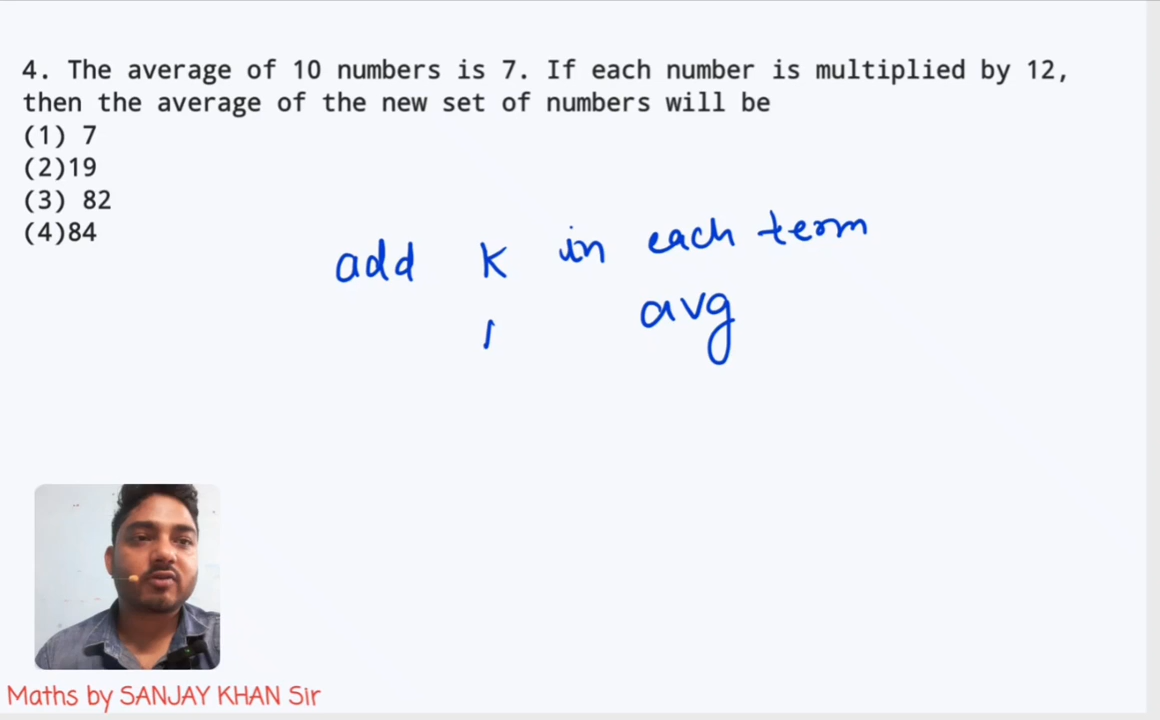 4. The average of 10 numbers is 7. If each number is multiplied by 12,
then the average of the new set of numbers will be
(1) 7
(2)19
(3) 82
(4)84
add K in each term
avg
Maths by SANJAY KHAN Sir